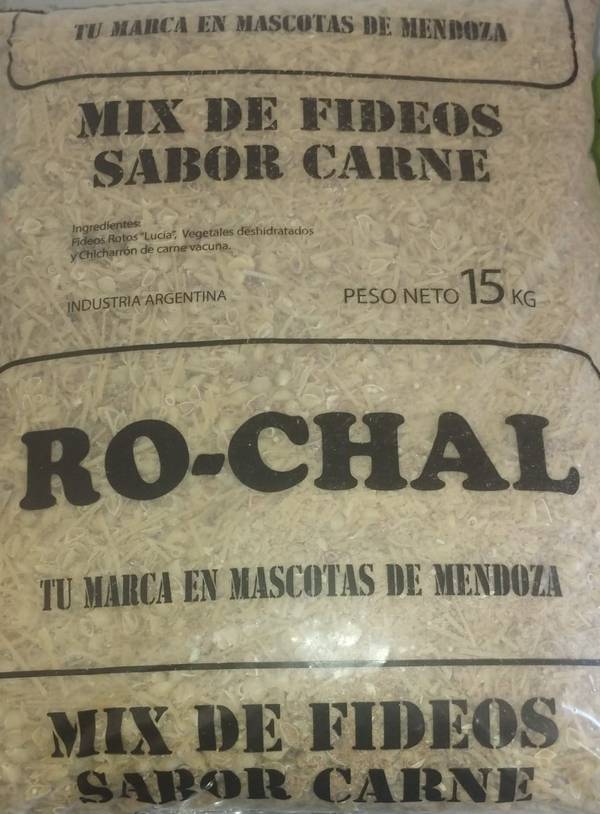 TU MARCA EN MASCOTAS DE MENDOZA
MIX DE FIDEOS
SABOR CARNE
Ingredientes:
Fideos Rotos "Lucia", Vegetales deshidratados
y Chicharrón de carne vacuna.
INDUSTRIA ARGENTINA
PESO NETO 15 KG
RO-CHAL
TU MARCA EN MASCOTAS DE MENDOZA
MIX DE FIDEOS
SABOR CARNE